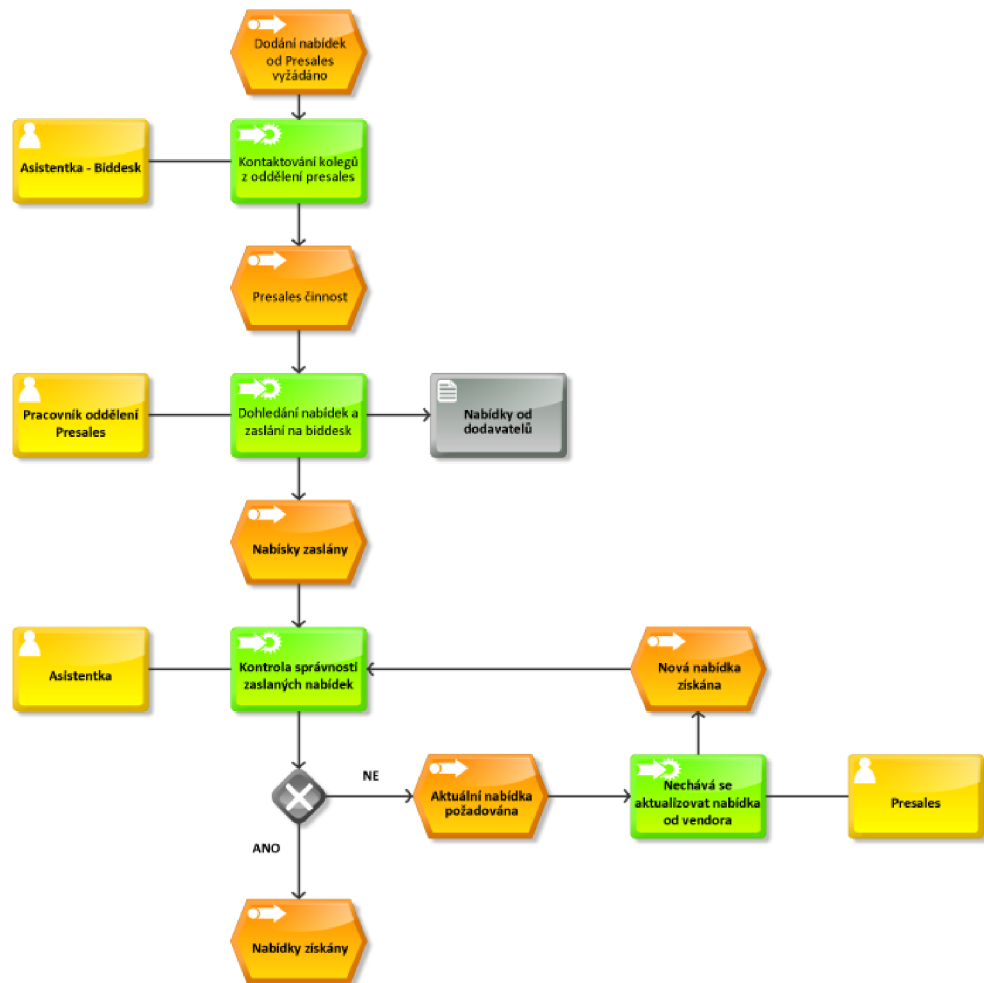 Dodání nabídek
od Presales
vyžádáno
Asistentka - Biddesk
Kontaktování kolegů
z oddělení presales
Presales činnost
Pracovník oddělení
Presales
Dohledání nabídek a
zaslání na biddesk
Nabídky od
dodavatelů
Nabísky zaslány
Asistentka
Kontrola správnosti
zaslaných nabídek
Nová nabídka
získána
NE
Aktuální nabídka
požadována
Nechává se
aktualizovat nabídka
od vendora
Presales
ANO
Nabídky získány